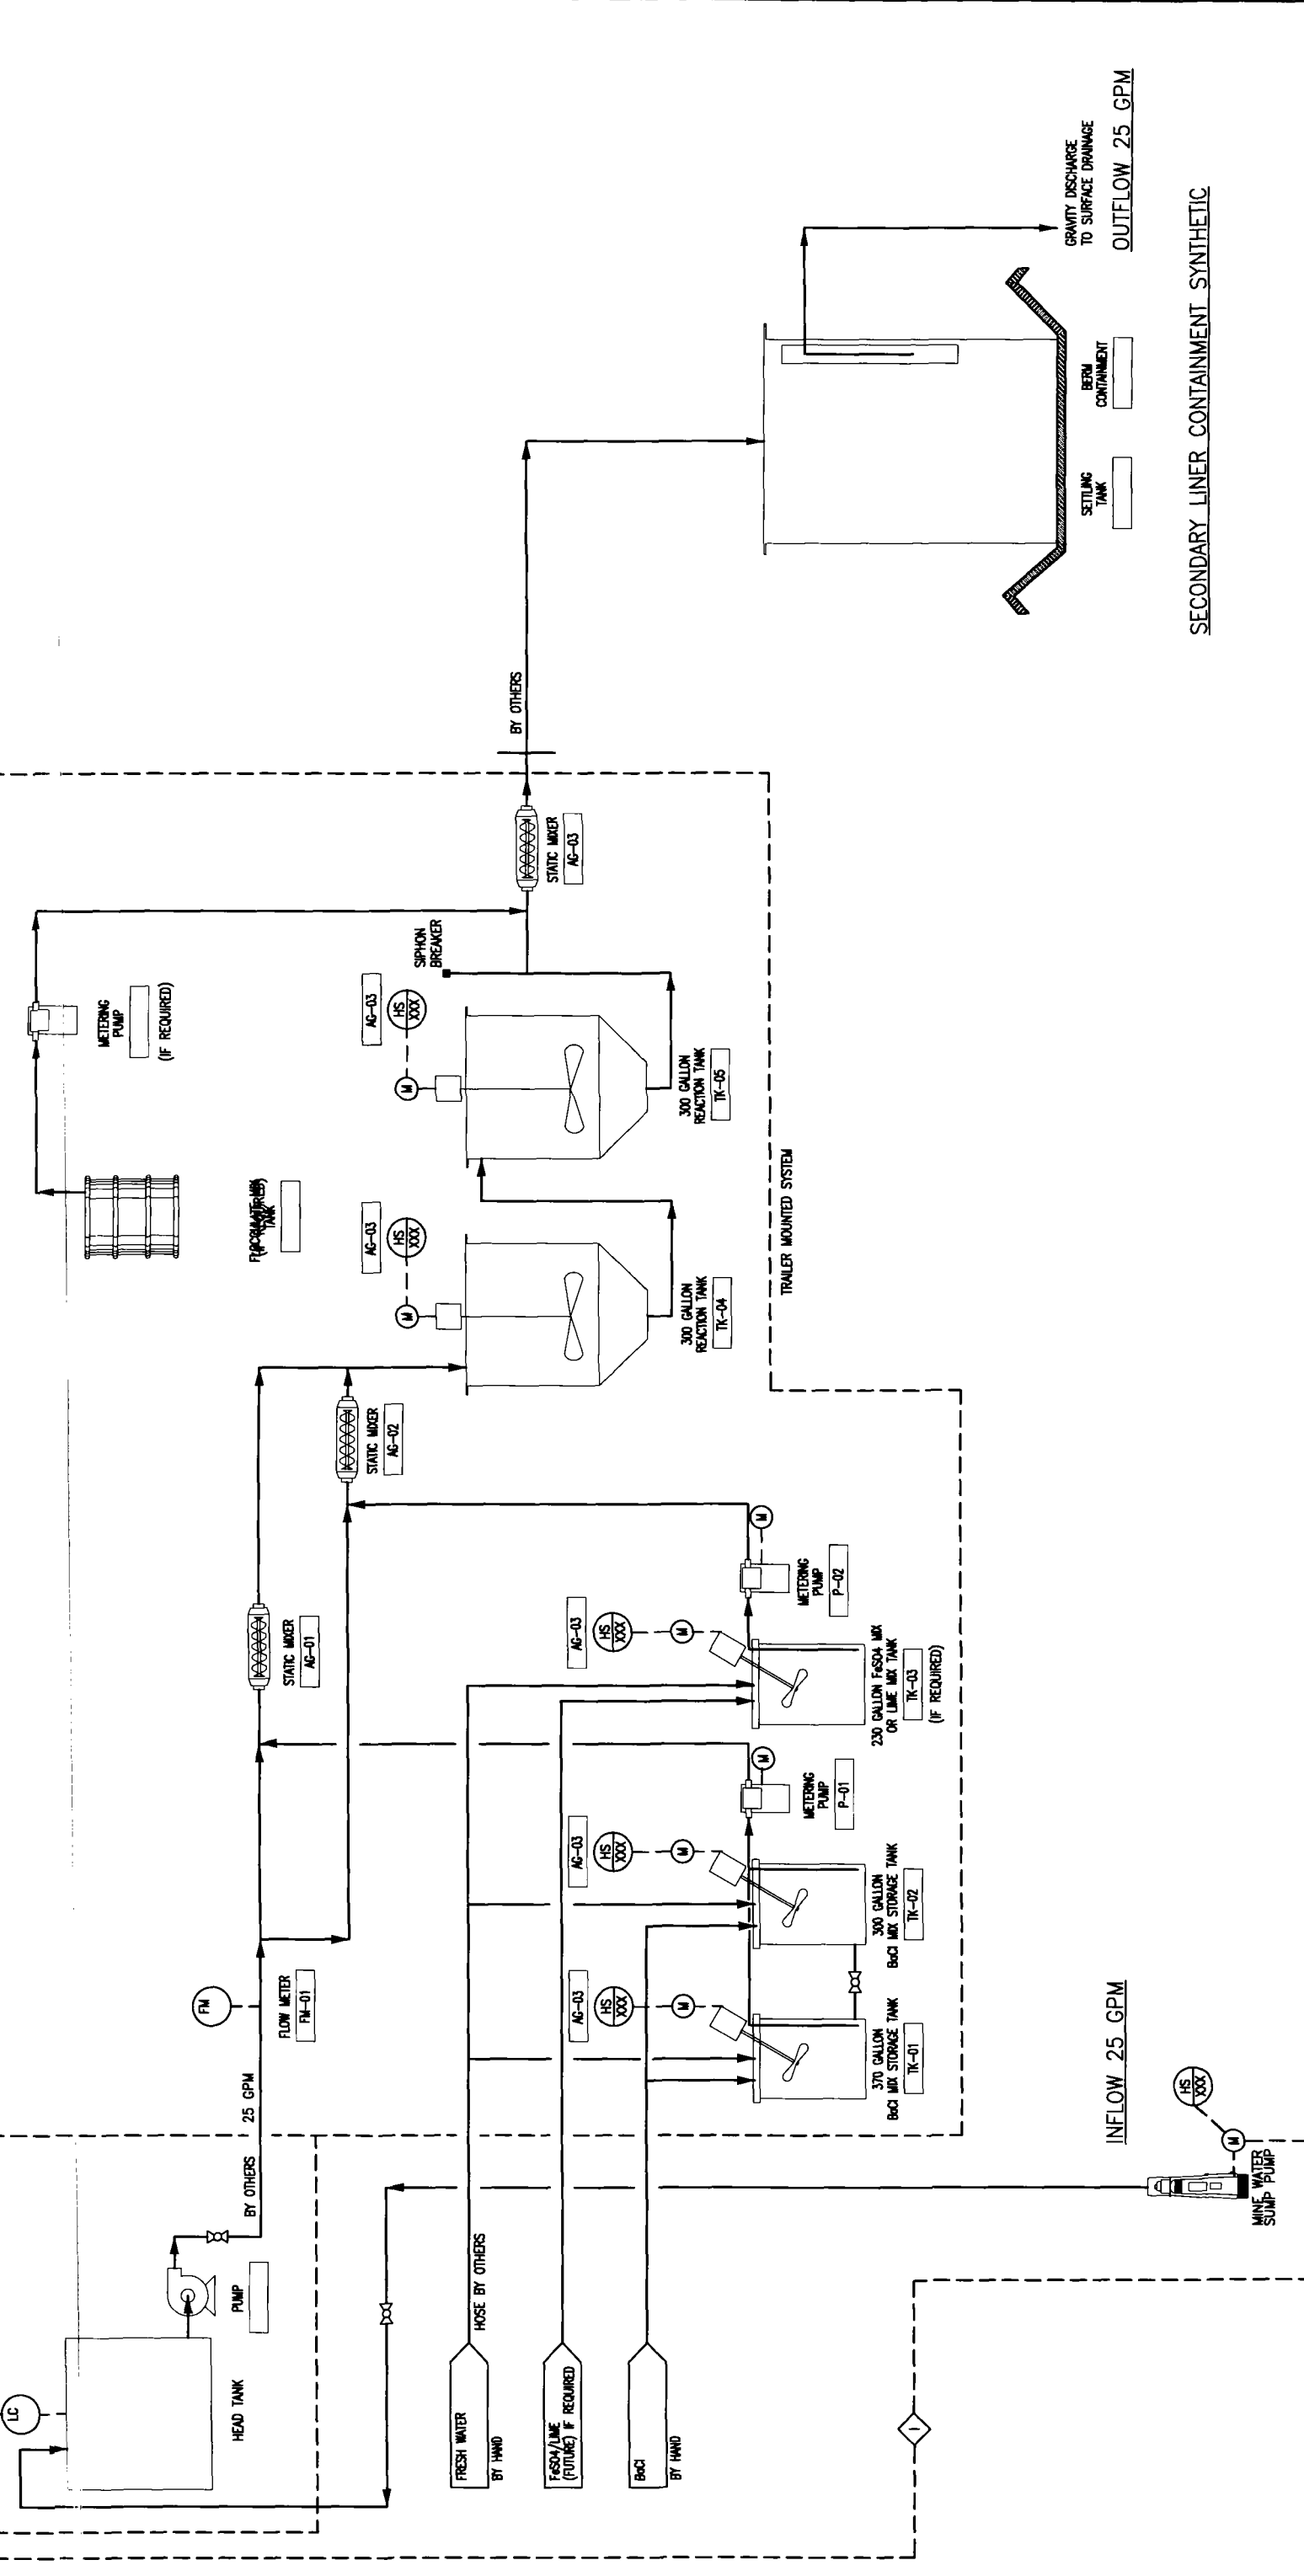 LC
HEAD TANK
PUMP
BY OTHERS
25 GPM
FM
FLOW METER
FM-01
STATIC MIXER
AG-01
STATIC MIXER
AG-02
TANK
METERING
PUMP
(IF REQUIRED)
AG-03
HS
XXX
M
300 GALLON
REACTION TANK
TK-04
AG-03
HS
XXX
M
300 GALLON
REACTION TANK
TK-05
SIPHON
BREAKER
STATIC MIXER
AG-03
BY OTHERS
TRAILER MOUNTED SYSTEM
FRESH WATER
BY HAND
HOSE BY OTHERS
FeSO4/LIME
(FUTURE) IF REQUIRED
BaCl
BY HAND
AG-03
HS
XXX
M
370 GALLON
BaCl MIX STORAGE TANK
TK-01
AG-03
HS
XXX
M
300 GALLON
BaCl MIX STORAGE TANK
TK-02
M
METERING
PUMP
P-01
AG-03
HS
XXX
M
230 GALLON FeSO4 MIX
OR LIME MIX TANK
TK-03
(IF REQUIRED)
M
METERING
PUMP
P-02
INFLOW 25 GPM
HS
XXX
M
MINE WATER
SUMP PUMP
I
SETTLING
TANK
BERM
CONTAINMENT
GRAVITY DISCHARGE
TO SURFACE DRAINAGE
OUTFLOW 25 GPM
SECONDARY LINER CONTAINMENT SYNTHETIC